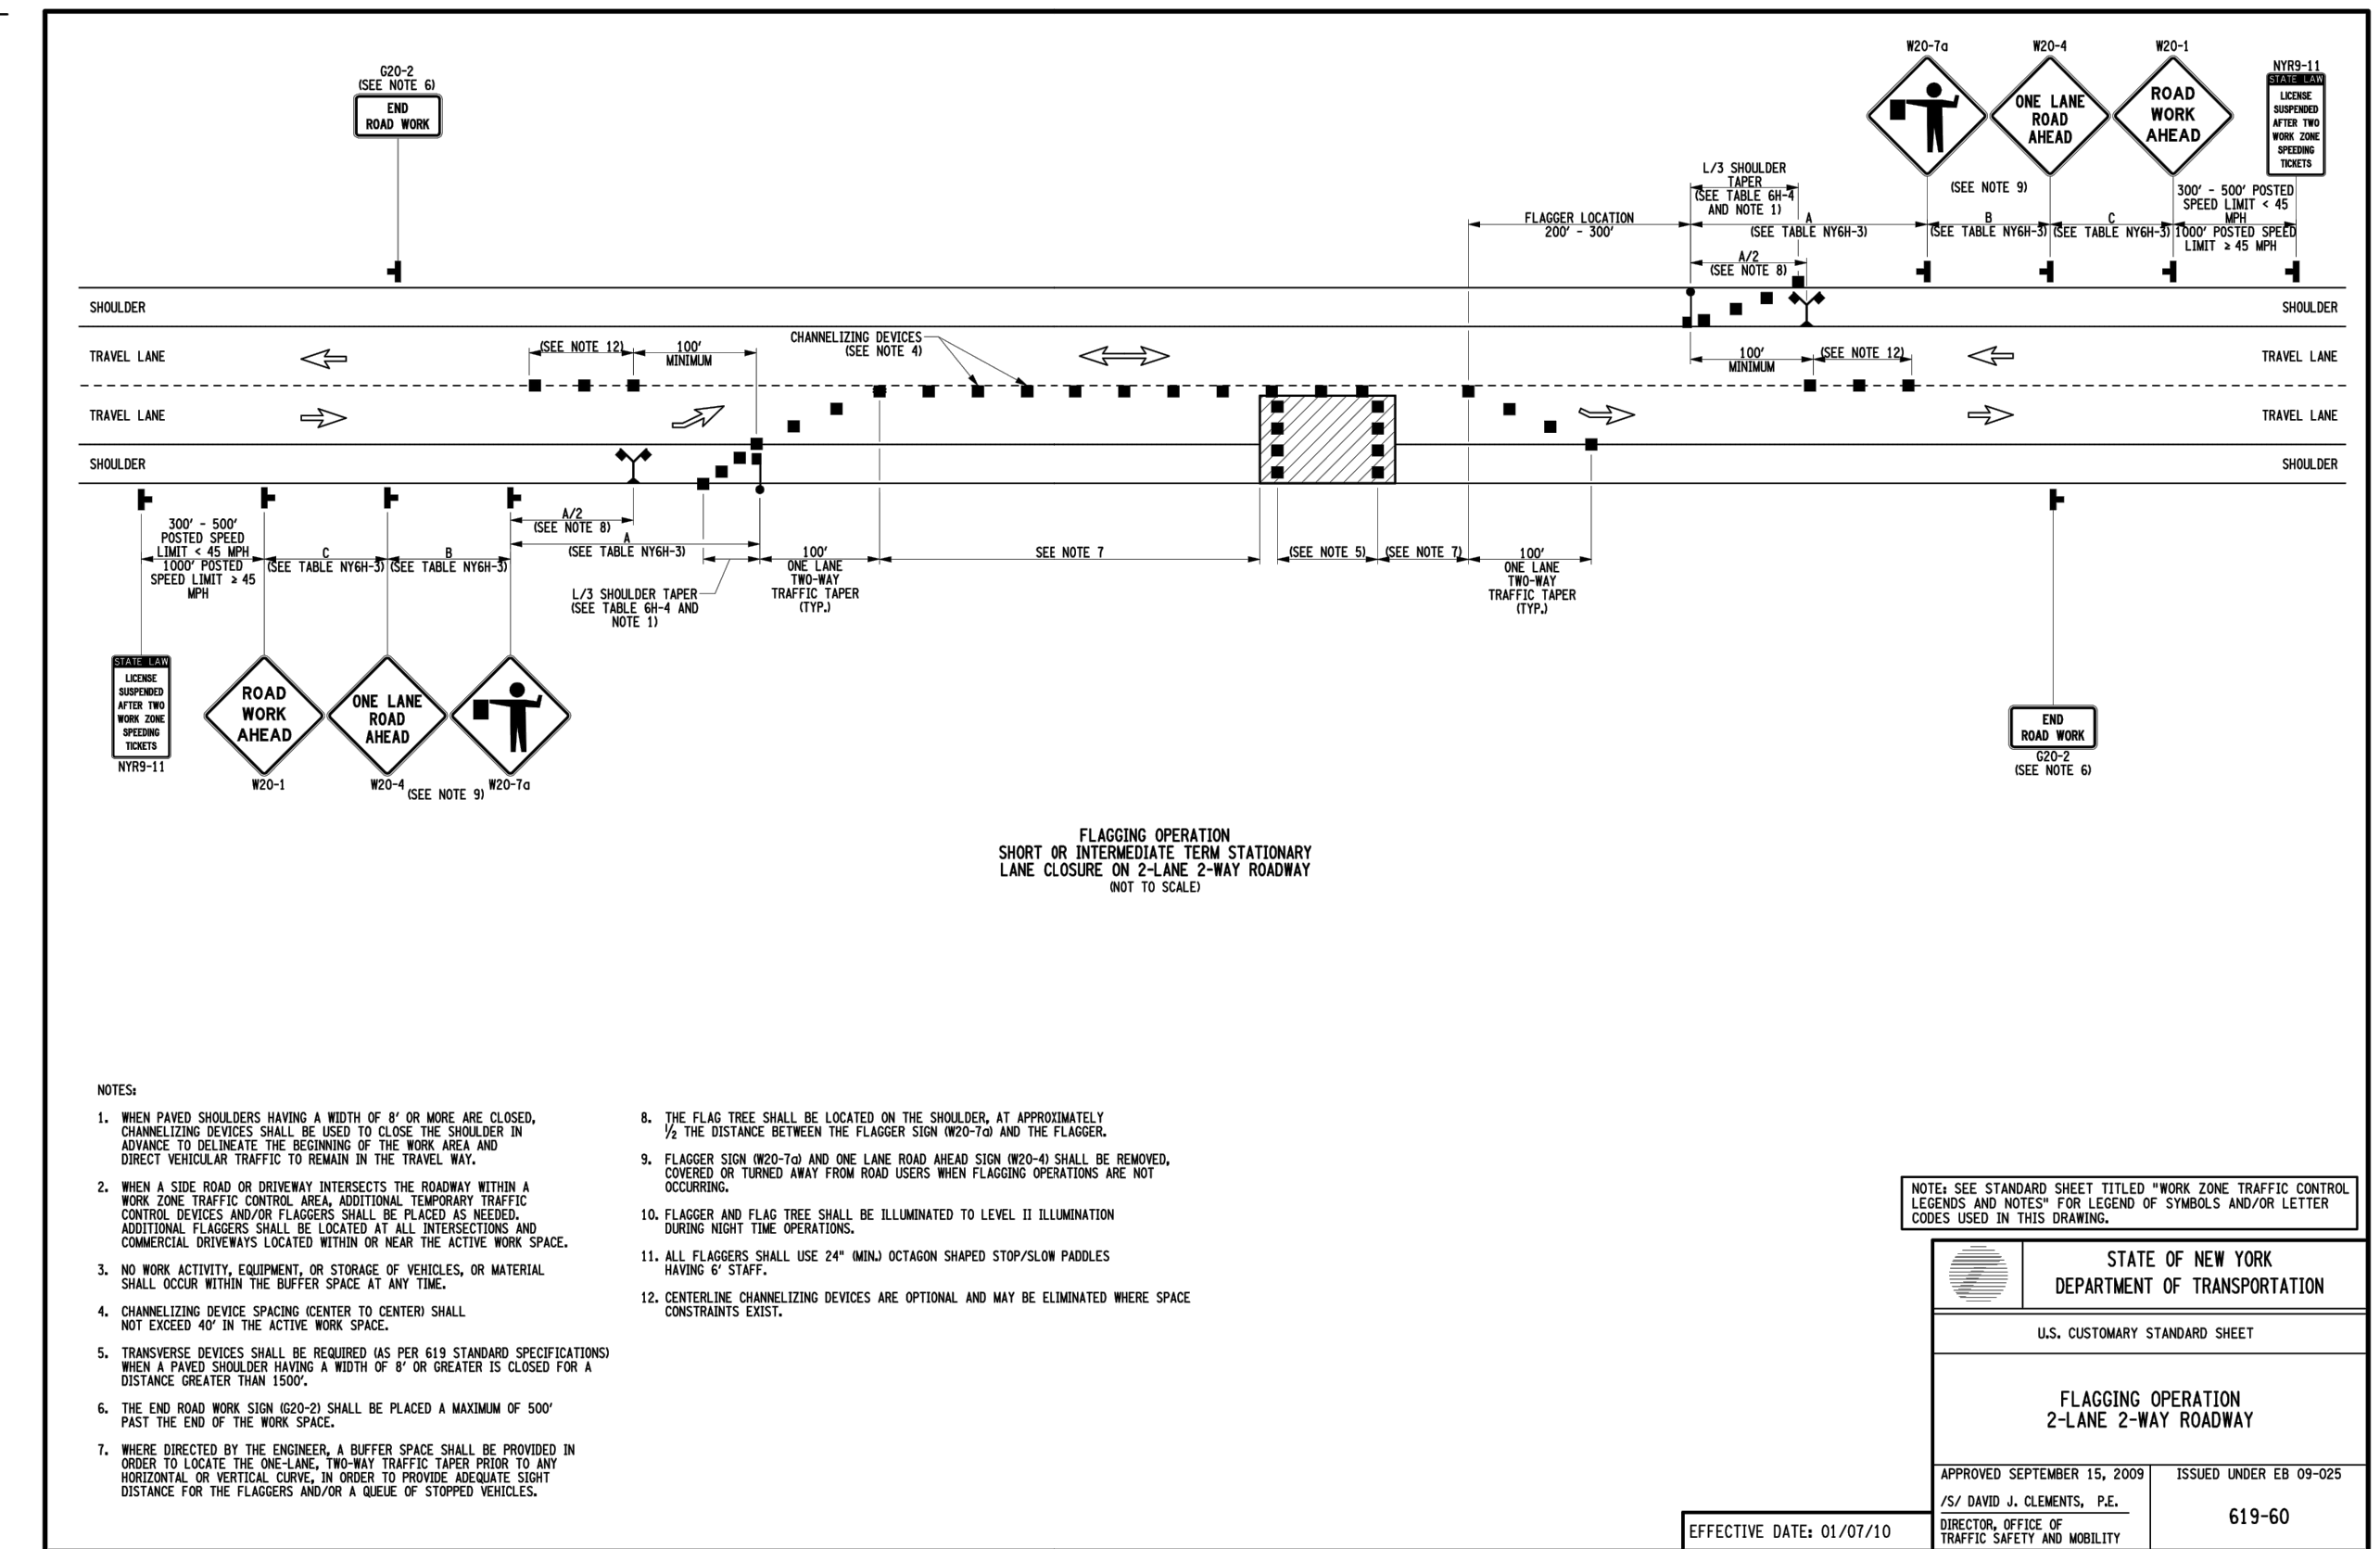 G20-2
(SEE NOTE 6)
END
ROAD WORK
W20-7a
W20-4
W20-1
NYR9-11
ONE LANE
ROAD
AHEAD
ROAD
WORK
AHEAD
STATE LAW
LICENSE
SUSPENDED
AFTER TWO
WORK ZONE
SPEEDING
TICKETS
L/3 SHOULDER
TAPER
(SEE TABLE 6H-4
AND NOTE 1)
(SEE NOTE 9)
300' - 500' POSTED
SPEED LIMIT < 45
MPH
1000' POSTED SPEED
LIMIT ≥ 45 MPH
FLAGGER LOCATION
200' - 300'
A
(SEE TABLE NY6H-3)
B
(SEE TABLE NY6H-3)
C
(SEE TABLE NY6H-3)
A/2
(SEE NOTE 8)
SHOULDER
SHOULDER
TRAVEL LANE
(SEE NOTE 12)
100'
MINIMUM
CHANNELIZING DEVICES
(SEE NOTE 4)
100'
MINIMUM
(SEE NOTE 12)
TRAVEL LANE
TRAVEL LANE
TRAVEL LANE
SHOULDER
SHOULDER
300' - 500'
POSTED SPEED
LIMIT < 45 MPH
1000' POSTED
SPEED LIMIT ≥ 45
MPH
C
(SEE TABLE NY6H-3)
B
(SEE TABLE NY6H-3)
A/2
(SEE NOTE 8)
A
(SEE TABLE NY6H-3)
L/3 SHOULDER TAPER
(SEE TABLE 6H-4 AND
NOTE 1)
100'
ONE LANE
TWO-WAY
TRAFFIC TAPER
(TYP.)
SEE NOTE 7
(SEE NOTE 5)
(SEE NOTE 7)
100'
ONE LANE
TWO-WAY
TRAFFIC TAPER
(TYP.)
STATE LAW
LICENSE
SUSPENDED
AFTER TWO
WORK ZONE
SPEEDING
TICKETS
NYR9-11
ROAD
WORK
AHEAD
W20-1
ONE LANE
ROAD
AHEAD
W20-4
(SEE NOTE 9)
W20-7a
END
ROAD WORK
G20-2
(SEE NOTE 6)
FLAGGING OPERATION
SHORT OR INTERMEDIATE TERM STATIONARY
LANE CLOSURE ON 2-LANE 2-WAY ROADWAY
(NOT TO SCALE)
NOTES:
1. WHEN PAVED SHOULDERS HAVING A WIDTH OF 8' OR MORE ARE CLOSED,
CHANNELIZING DEVICES SHALL BE USED TO CLOSE THE SHOULDER IN
ADVANCE TO DELINEATE THE BEGINNING OF THE WORK AREA AND
DIRECT VEHICULAR TRAFFIC TO REMAIN IN THE TRAVEL WAY.
2. WHEN A SIDE ROAD OR DRIVEWAY INTERSECTS THE ROADWAY WITHIN A
WORK ZONE TRAFFIC CONTROL AREA, ADDITIONAL TEMPORARY TRAFFIC
CONTROL DEVICES AND/OR FLAGGERS SHALL BE PLACED AS NEEDED.
ADDITIONAL FLAGGERS SHALL BE LOCATED AT ALL INTERSECTIONS AND
COMMERCIAL DRIVEWAYS LOCATED WITHIN OR NEAR THE ACTIVE WORK SPACE.
3. NO WORK ACTIVITY, EQUIPMENT, OR STORAGE OF VEHICLES, OR MATERIAL
SHALL OCCUR WITHIN THE BUFFER SPACE AT ANY TIME.
4. CHANNELIZING DEVICE SPACING (CENTER TO CENTER) SHALL
NOT EXCEED 40' IN THE ACTIVE WORK SPACE.
5. TRANSVERSE DEVICES SHALL BE REQUIRED (AS PER 619 STANDARD SPECIFICATIONS)
WHEN A PAVED SHOULDER HAVING A WIDTH OF 8' OR GREATER IS CLOSED FOR A
DISTANCE GREATER THAN 1500'.
6. THE END ROAD WORK SIGN (G20-2) SHALL BE PLACED A MAXIMUM OF 500'
PAST THE END OF THE WORK SPACE.
7. WHERE DIRECTED BY THE ENGINEER, A BUFFER SPACE SHALL BE PROVIDED IN
ORDER TO LOCATE THE ONE-LANE, TWO-WAY TRAFFIC TAPER PRIOR TO ANY
HORIZONTAL OR VERTICAL CURVE, IN ORDER TO PROVIDE ADEQUATE SIGHT
DISTANCE FOR THE FLAGGERS AND/OR A QUEUE OF STOPPED VEHICLES.
8. THE FLAG TREE SHALL BE LOCATED ON THE SHOULDER, AT APPROXIMATELY
½ THE DISTANCE BETWEEN THE FLAGGER SIGN (W20-7a) AND THE FLAGGER.
9. FLAGGER SIGN (W20-7a) AND ONE LANE ROAD AHEAD SIGN (W20-4) SHALL BE REMOVED,
COVERED OR TURNED AWAY FROM ROAD USERS WHEN FLAGGING OPERATIONS ARE NOT
OCCURRING.
10. FLAGGER AND FLAG TREE SHALL BE ILLUMINATED TO LEVEL II ILLUMINATION
DURING NIGHT TIME OPERATIONS.
11. ALL FLAGGERS SHALL USE 24" (MIN.) OCTAGON SHAPED STOP/SLOW PADDLES
HAVING 6' STAFF.
12. CENTERLINE CHANNELIZING DEVICES ARE OPTIONAL AND MAY BE ELIMINATED WHERE SPACE
CONSTRAINTS EXIST.
NOTE: SEE STANDARD SHEET TITLED "WORK ZONE TRAFFIC CONTROL
LEGENDS AND NOTES" FOR LEGEND OF SYMBOLS AND/OR LETTER
CODES USED IN THIS DRAWING.
STATE OF NEW YORK
DEPARTMENT OF TRANSPORTATION
U.S. CUSTOMARY STANDARD SHEET
FLAGGING OPERATION
2-LANE 2-WAY ROADWAY
APPROVED SEPTEMBER 15, 2009
/S/ DAVID J. CLEMENTS, P.E.
DIRECTOR, OFFICE OF
TRAFFIC SAFETY AND MOBILITY
ISSUED UNDER EB 09-025
619-60
EFFECTIVE DATE: 01/07/10